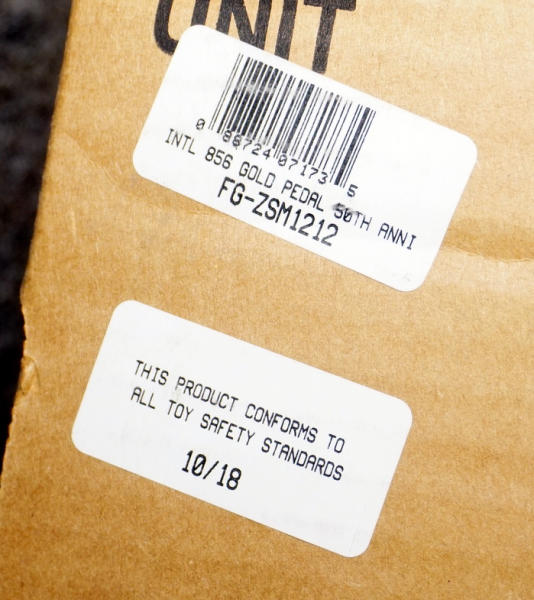 UNIT
0 88724 07173 5
INTL 856 GOLD PEDAL 50TH ANNI
FG-ZSM1212
THIS PRODUCT CONFORMS TO
ALL TOY SAFETY STANDARDS
10/18